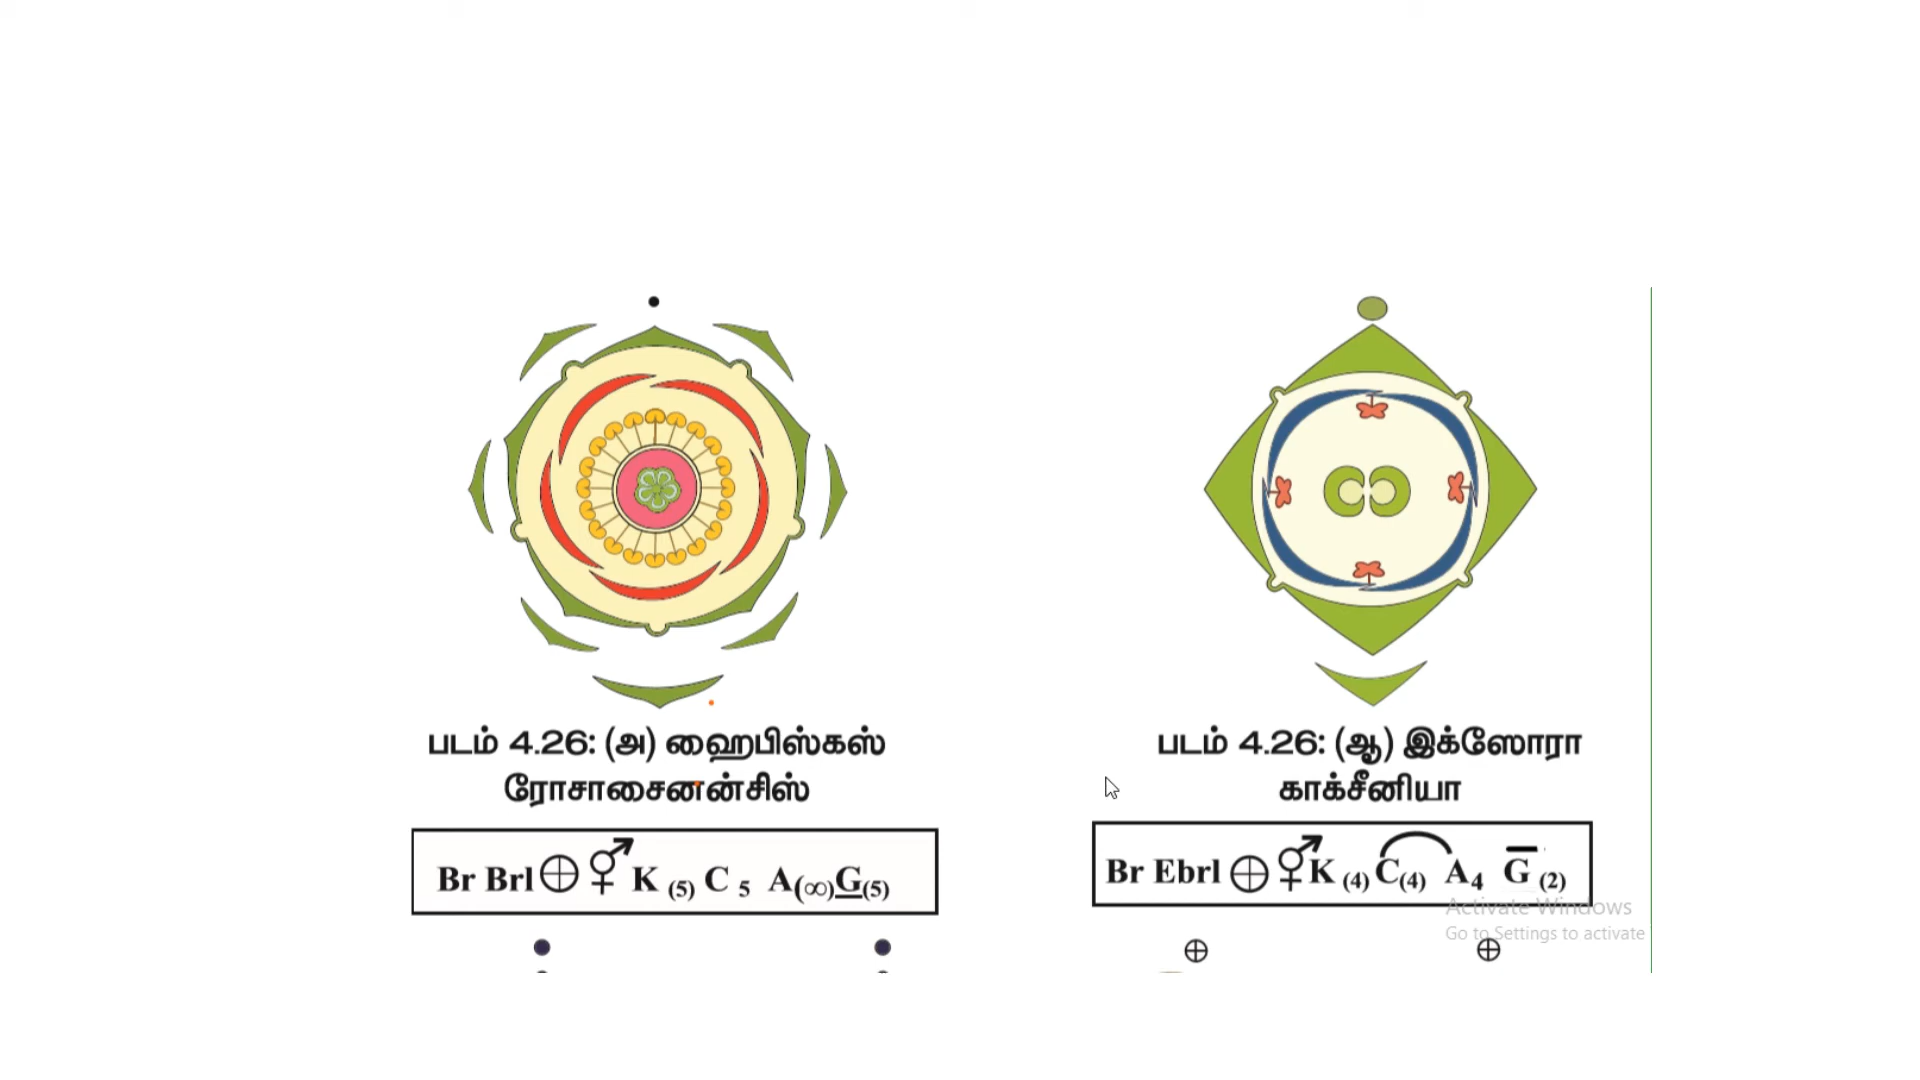 படம் 4.26: (அ) ஹைபிஸ்கஸ்
ரோசாசைனன்சிஸ்
Br Brl ⊕ ⚥ K (5) C 5 A(∞)G(5)
படம் 4.26: (ஆ) இக்ஸோரா
காக்சீனியா
Br Ebrl ⊕ ⚥ K (4) C(4) A4 G (2)
Activate Windows
Go to Settings to activate